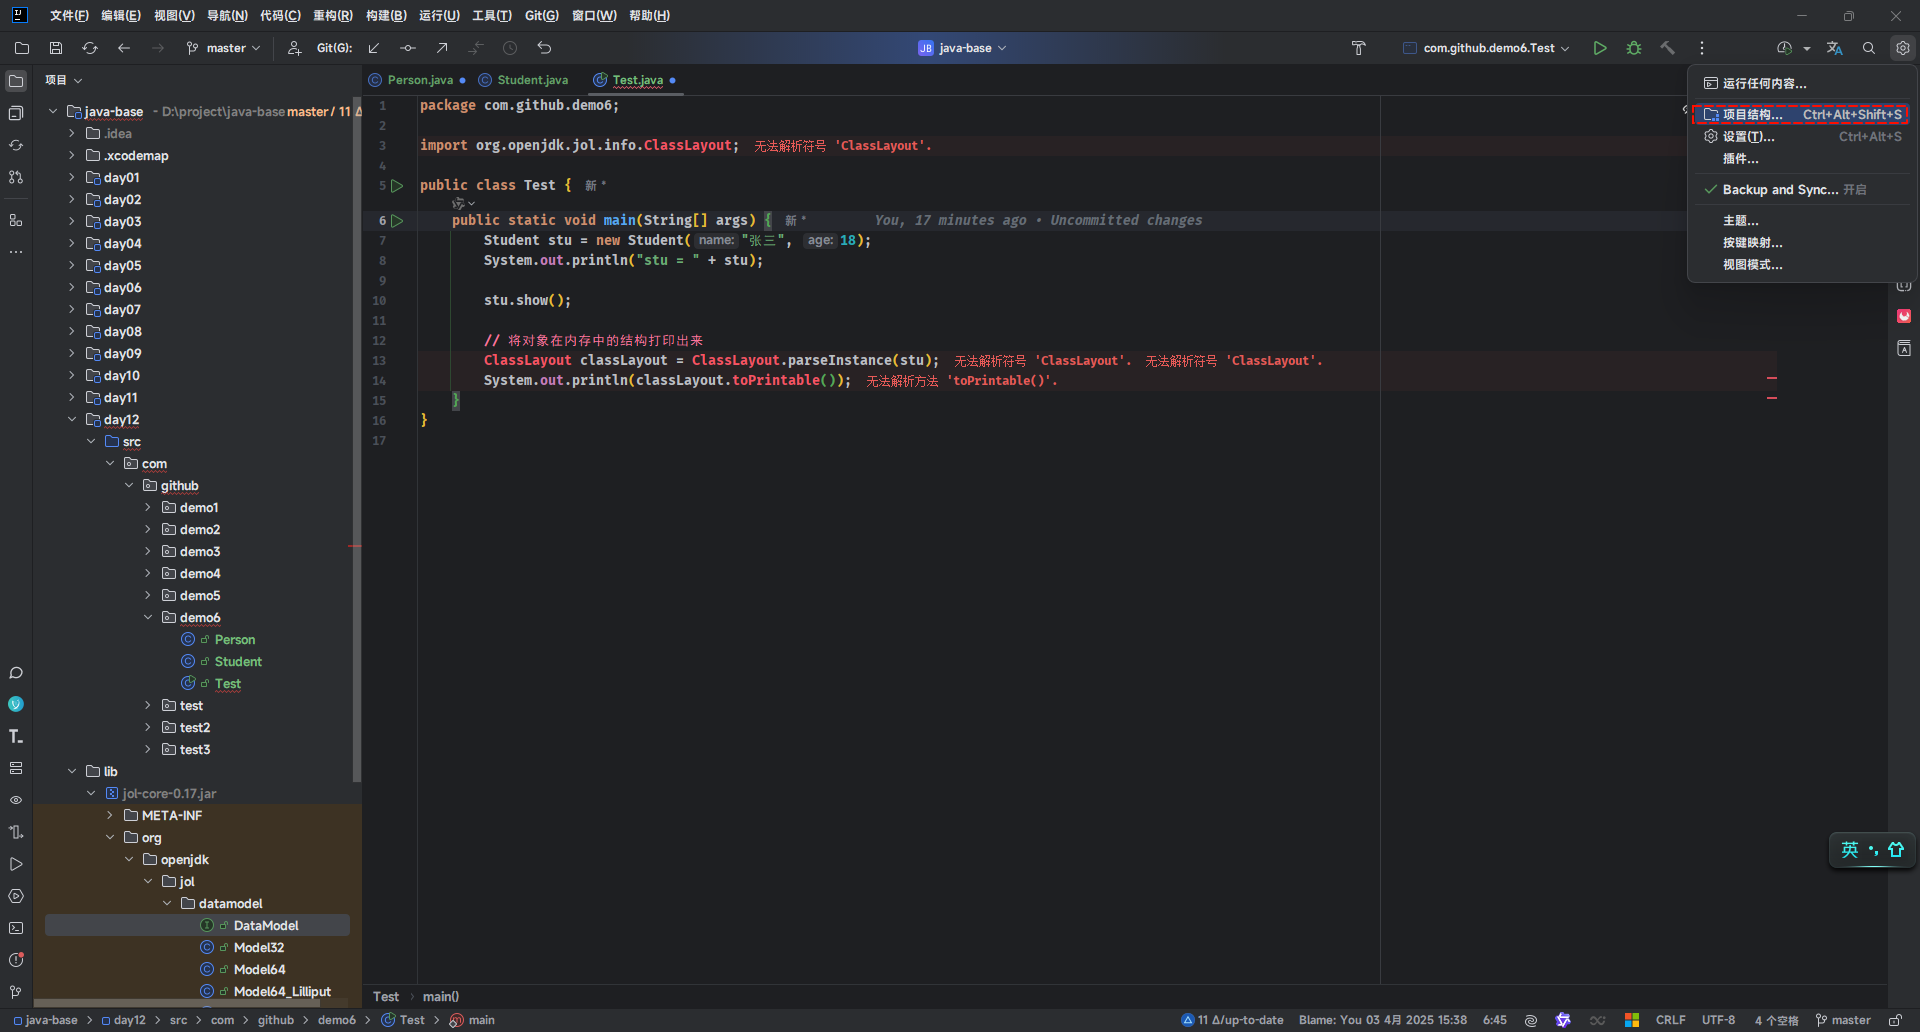 文件(F) 编辑(E) 视图(V) 导航(N) 代码(C) 重构(R) 构建(B) 运行(U) 工具(T) Git(G) 窗口(W) 帮助(H)
master Git(G): JB java-base com.github.demo6.Test
项目
Person.java Student.java Test.java
java-base - D:\project\java-base master / 11 Δ
.idea
.xcodemap
day01
day02
day03
day04
day05
day06
day07
day08
day09
day10
day11
day12
src
com
github
demo1
demo2
demo3
demo4
demo5
demo6
Person
Student
Test
test
test2
test3
lib
jol-core-0.17.jar
META-INF
org
openjdk
jol
datamodel
DataModel
Model32
Model64
Model64_Lilliput
1 package com.github.demo6;
2
3 import org.openjdk.jol.info.ClassLayout; 无法解析符号 'ClassLayout'.
4
5 public class Test { 新 *
6 public static void main(String[] args) { 新 * You, 17 minutes ago • Uncommitted changes
7 Student stu = new Student( name: "张三", age: 18);
8 System.out.println("stu = " + stu);
9
10 stu.show();
11
12 // 将对象在内存中的结构打印出来
13 ClassLayout classLayout = ClassLayout.parseInstance(stu); 无法解析符号 'ClassLayout'. 无法解析符号 'ClassLayout'.
14 System.out.println(classLayout.toPrintable()); 无法解析方法 'toPrintable()'.
15 }
16 }
17
运行任何内容...
项目结构... Ctrl+Alt+Shift+S
设置(T)... Ctrl+Alt+S
插件...
Backup and Sync... 开启
主题...
按键映射...
视图模式...
英
Test > main()
java-base > day12 > src > com > github > demo6 > Test > main
11 Δ/up-to-date Blame: You 03 4月 2025 15:38 6:45 CRLF UTF-8 4 个空格 master